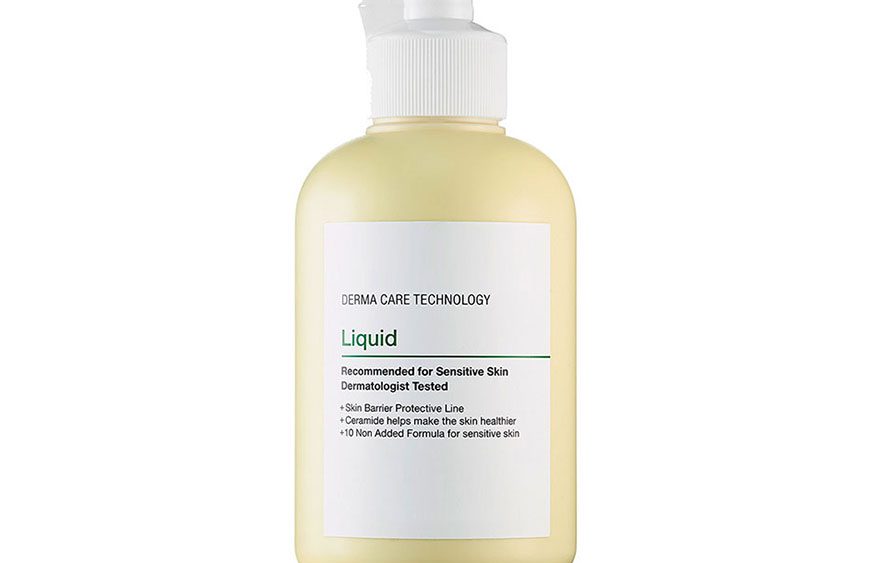 DERMA CARE TECHNOLOGY
Liquid
Recommended for Sensitive Skin
Dermatologist Tested
+Skin Barrier Protective Line
+Ceramide helps make the skin healthier
+10 Non Added Formula for sensitive skin